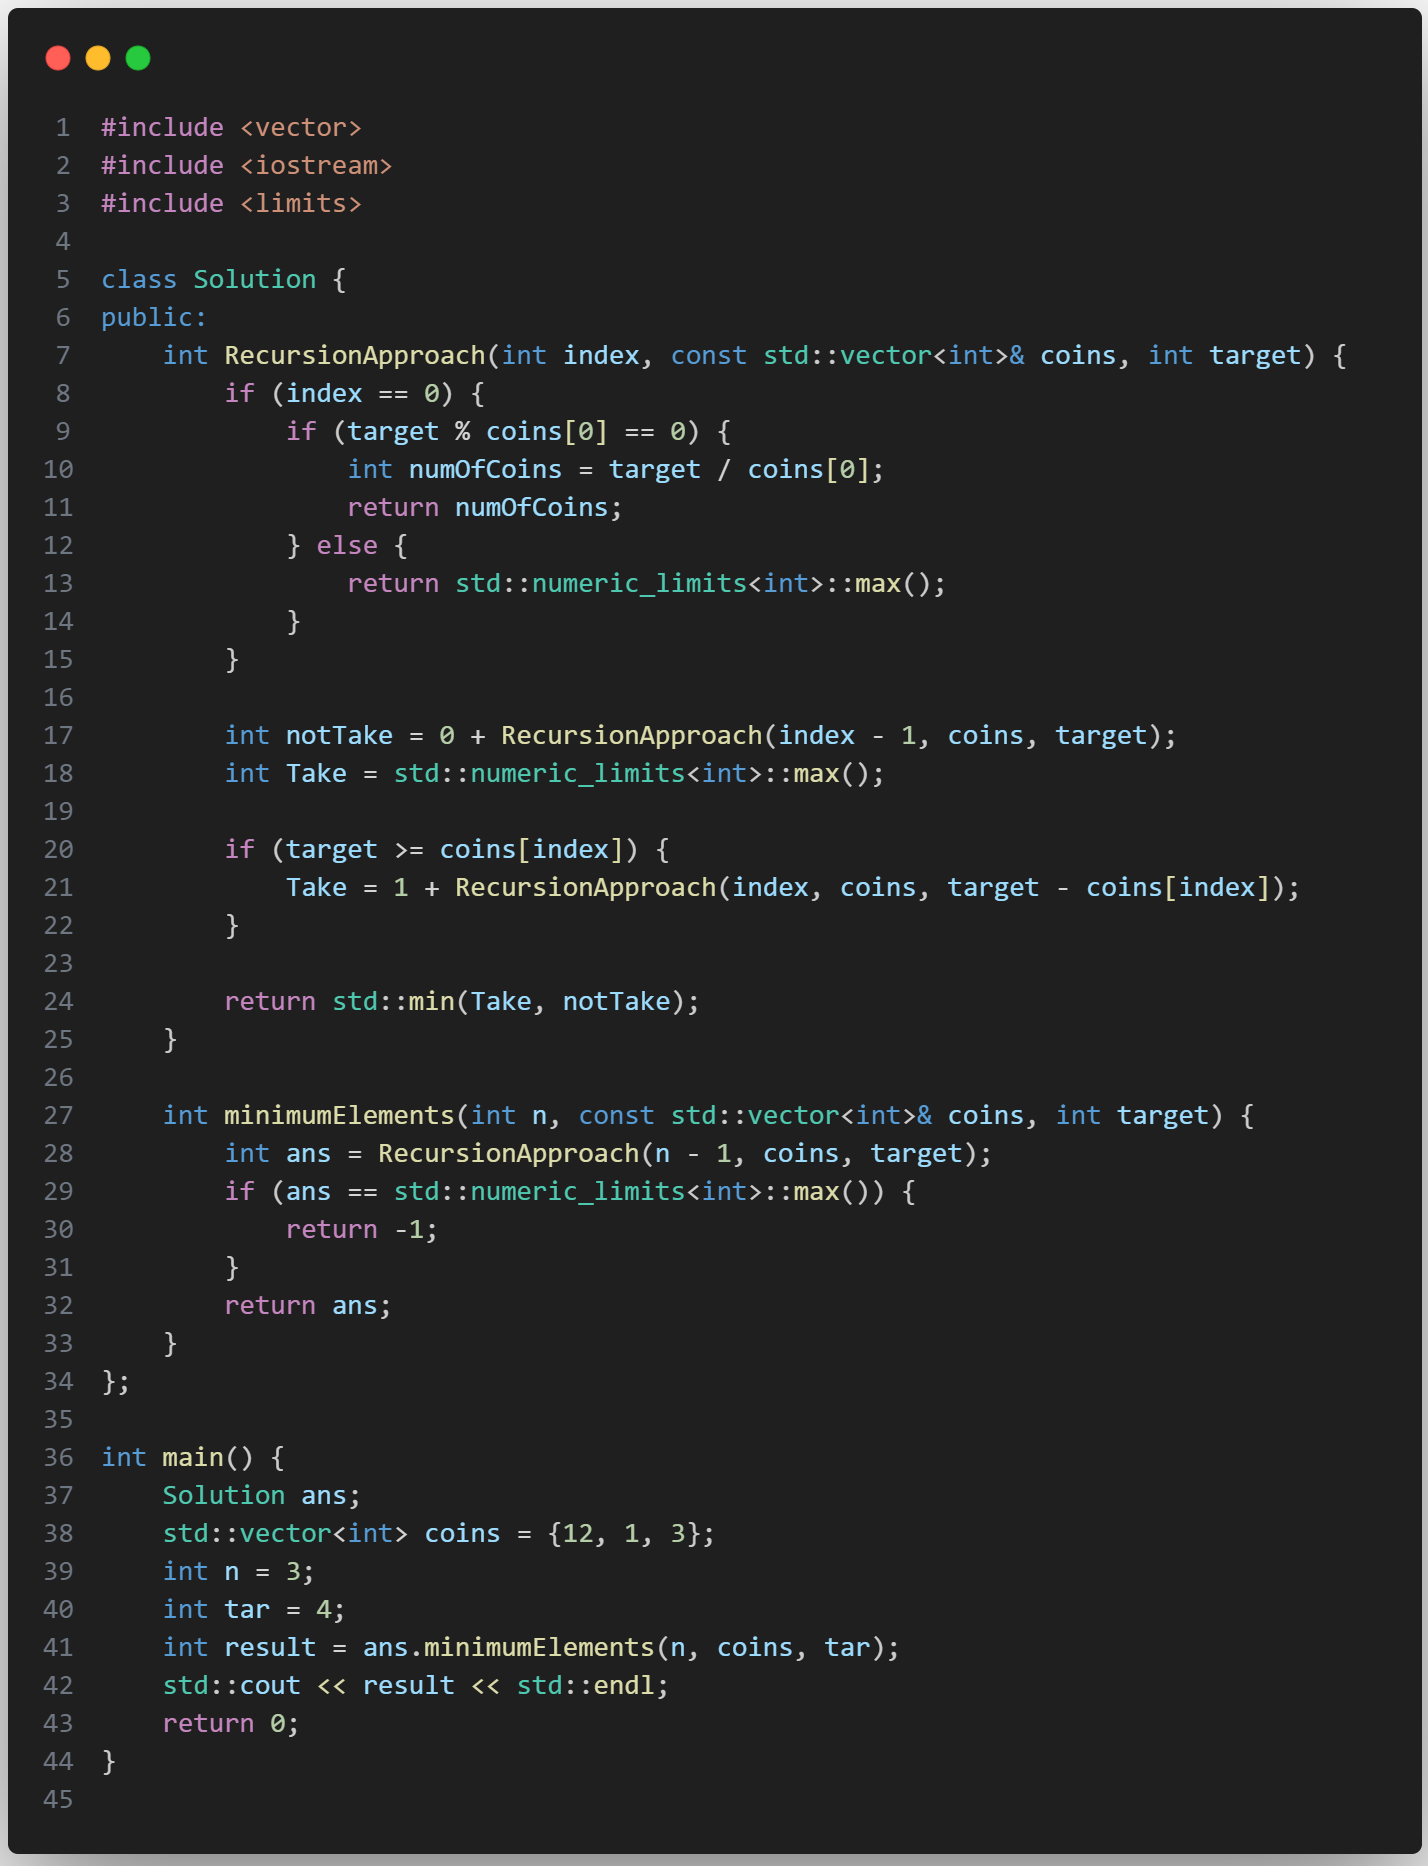 1 #include <vector>
2 #include <iostream>
3 #include <limits>
4
5 class Solution {
6 public:
7     int RecursionApproach(int index, const std::vector<int>& coins, int target) {
8         if (index == 0) {
9             if (target % coins[0] == 0) {
10                 int numOfCoins = target / coins[0];
11                 return numOfCoins;
12             } else {
13                 return std::numeric_limits<int>::max();
14             }
15         }
16
17         int notTake = 0 + RecursionApproach(index - 1, coins, target);
18         int Take = std::numeric_limits<int>::max();
19
20         if (target >= coins[index]) {
21             Take = 1 + RecursionApproach(index, coins, target - coins[index]);
22         }
23
24         return std::min(Take, notTake);
25     }
26
27     int minimumElements(int n, const std::vector<int>& coins, int target) {
28         int ans = RecursionApproach(n - 1, coins, target);
29         if (ans == std::numeric_limits<int>::max()) {
30             return -1;
31         }
32         return ans;
33     }
34 };
35
36 int main() {
37     Solution ans;
38     std::vector<int> coins = {12, 1, 3};
39     int n = 3;
40     int tar = 4;
41     int result = ans.minimumElements(n, coins, tar);
42     std::cout << result << std::endl;
43     return 0;
44 }
45